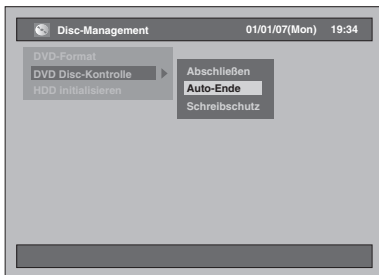 Disc-Management 01/01/07(Mon) 19:34
DVD-Format
DVD Disc-Kontrolle
HDD initialisieren
Abschließen
Auto-Ende
Schreibschutz